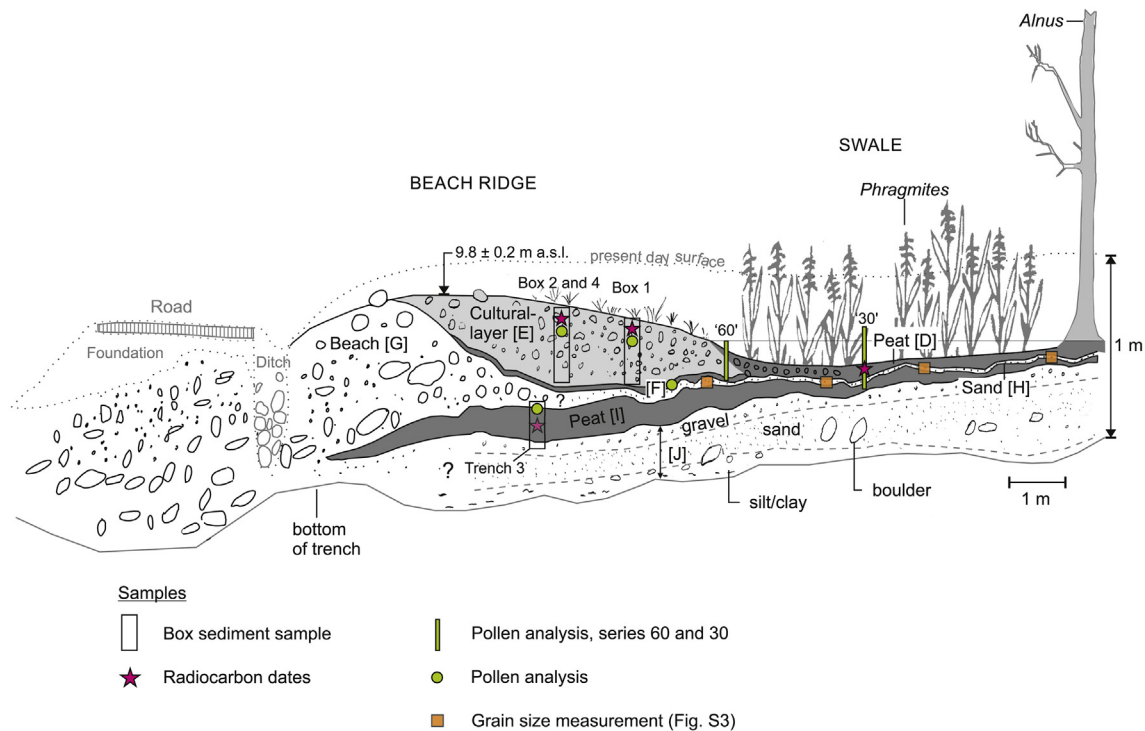 Alnus
SWALE
BEACH RIDGE
Phragmites
9.8 ± 0.2 m a.s.l.
present day surface
Box 2 and 4
Box 1
Road
Cultural-
layer [E]
'60'
'30'
Beach [G]
Peat [D]
1 m
Foundation
Ditch
[F]
Sand [H]
?
Peat [I]
gravel
sand
[J]
?
Trench 3
boulder
1 m
silt/clay
bottom
of trench
Samples
Box sediment sample
Pollen analysis, series 60 and 30
Radiocarbon dates
Pollen analysis
Grain size measurement (Fig. S3)